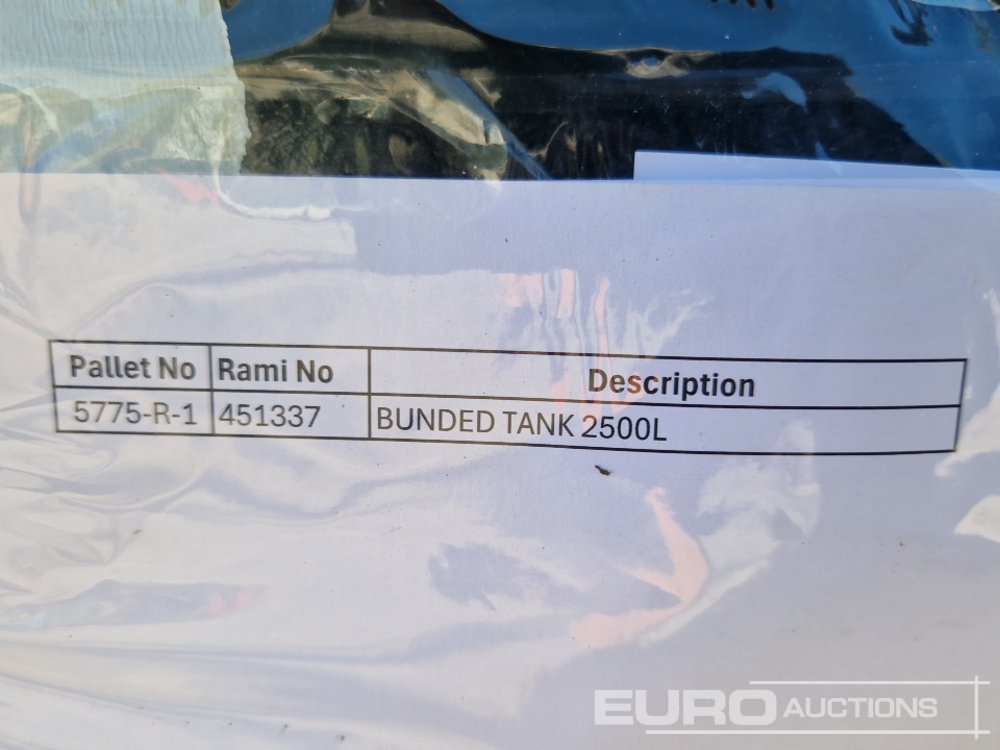 Pallet No Rami No Description
5775-R-1 451337 BUNDED TANK 2500L
EURO AUCTIONS